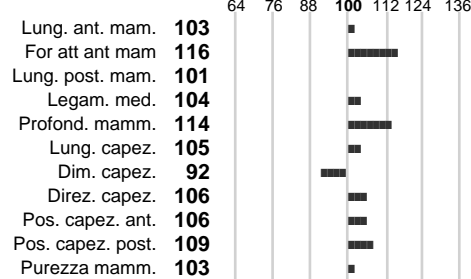 64 76 88 100 112 124 136
Lung. ant. mam. 103
For att ant mam 116
Lung. post. mam. 101
Legam. med. 104
Profond. mamm. 114
Lung. capez. 105
Dim. capez. 92
Direz. capez. 106
Pos. capez. ant. 106
Pos. capez. post. 109
Purezza mamm. 103